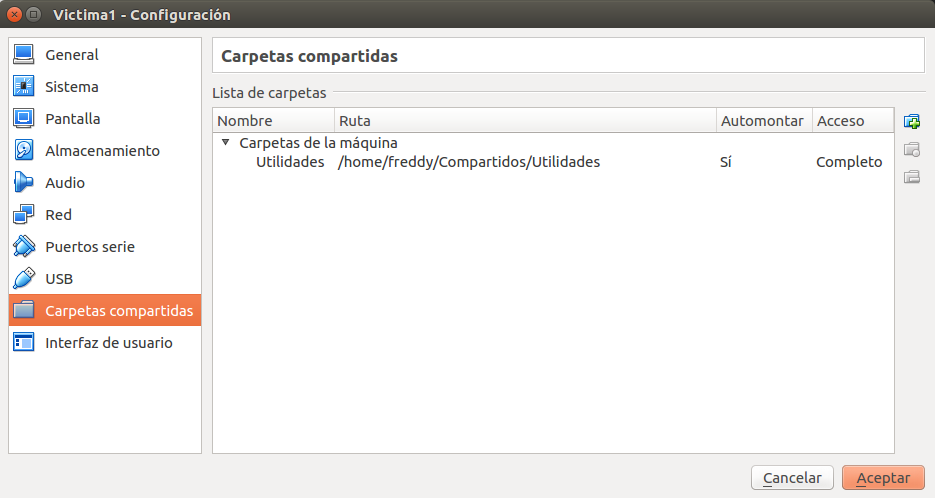 Victima1 - Configuración
General
Sistema
Pantalla
Almacenamiento
Audio
Red
Puertos serie
USB
Carpetas compartidas
Interfaz de usuario
Carpetas compartidas
Lista de carpetas
Nombre Ruta Automontar Acceso
Carpetas de la máquina
Utilidades /home/freddy/Compartidos/Utilidades Sí Completo
Cancelar Aceptar